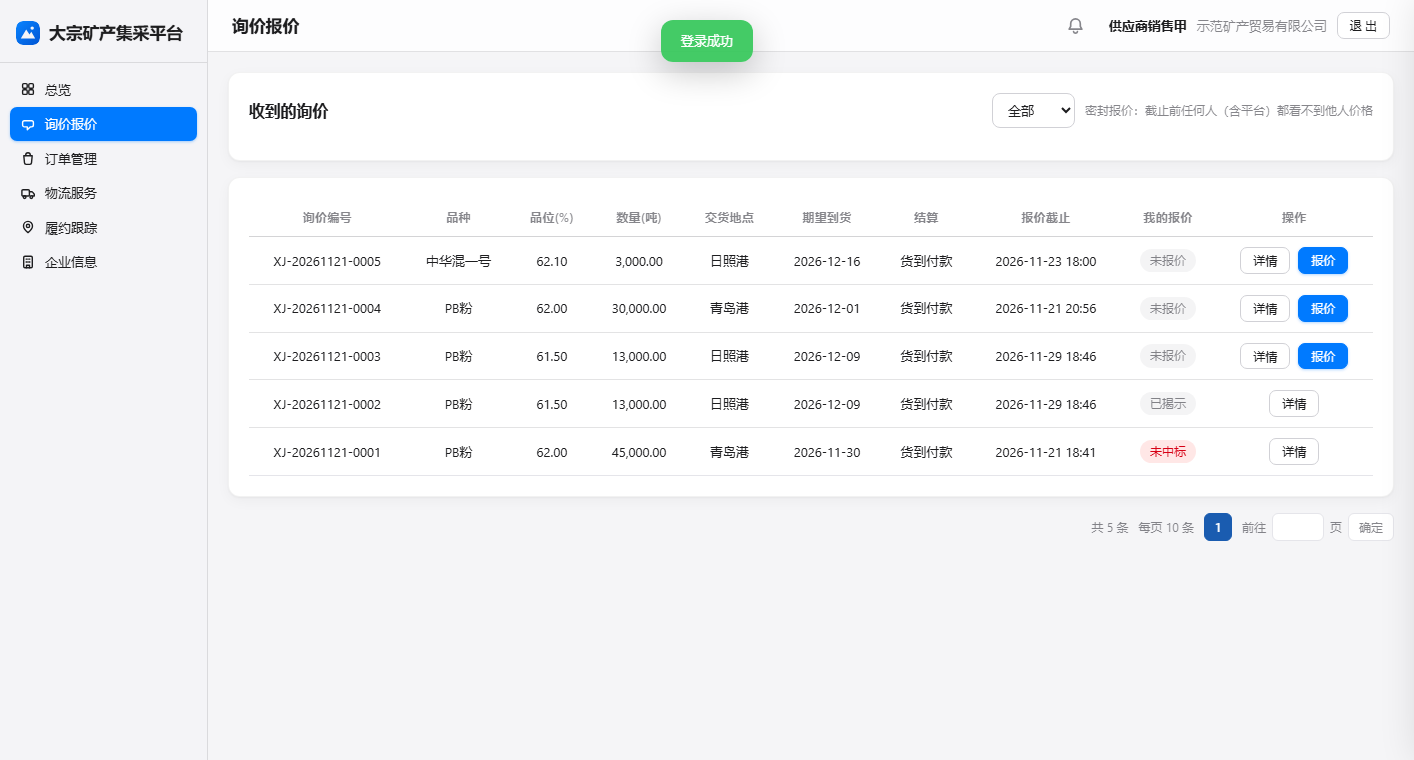 大宗矿产集采平台
询价报价
登录成功
供应商销售甲 示范矿产贸易有限公司 退 出
总览
询价报价
订单管理
物流服务
履约跟踪
企业信息
收到的询价
全部
密封报价：截止前任何人（含平台）都看不到他人价格
询价编号 品种 品位(%) 数量(吨) 交货地点 期望到货 结算 报价截止 我的报价 操作
XJ-20261121-0005 中华混一号 62.10 3,000.00 日照港 2026-12-16 货到付款 2026-11-23 18:00 未报价 详情 报价
XJ-20261121-0004 PB粉 62.00 30,000.00 青岛港 2026-12-01 货到付款 2026-11-21 20:56 未报价 详情 报价
XJ-20261121-0003 PB粉 61.50 13,000.00 日照港 2026-12-09 货到付款 2026-11-29 18:46 未报价 详情 报价
XJ-20261121-0002 PB粉 61.50 13,000.00 日照港 2026-12-09 货到付款 2026-11-29 18:46 已揭示 详情
XJ-20261121-0001 PB粉 62.00 45,000.00 青岛港 2026-11-30 货到付款 2026-11-21 18:41 未中标 详情
共 5 条 每页 10 条 1 前往 页 确定